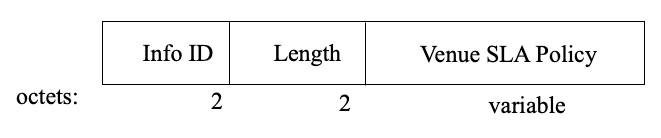 Info ID Length Venue SLA Policy
octets: 2 2 variable